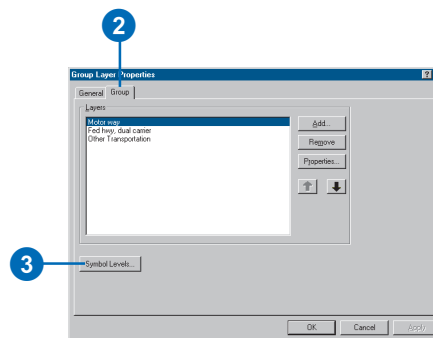 2
Group Layer Properties
?
General Group
Layers
Motor way
Fed hwy, dual carrier
Other Transportation
Add...
Remove
Properties...
3
Symbol Levels...
OK Cancel Apply